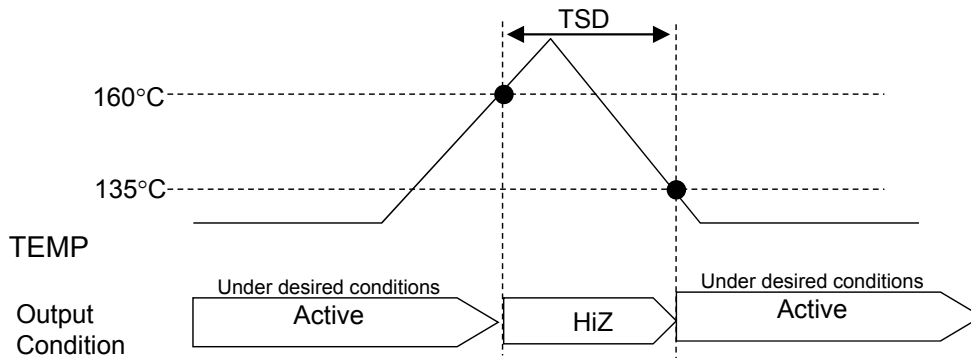 TSD
160°C
135°C
TEMP
Under desired conditions
Under desired conditions
Output
Condition
Active
HiZ
Active